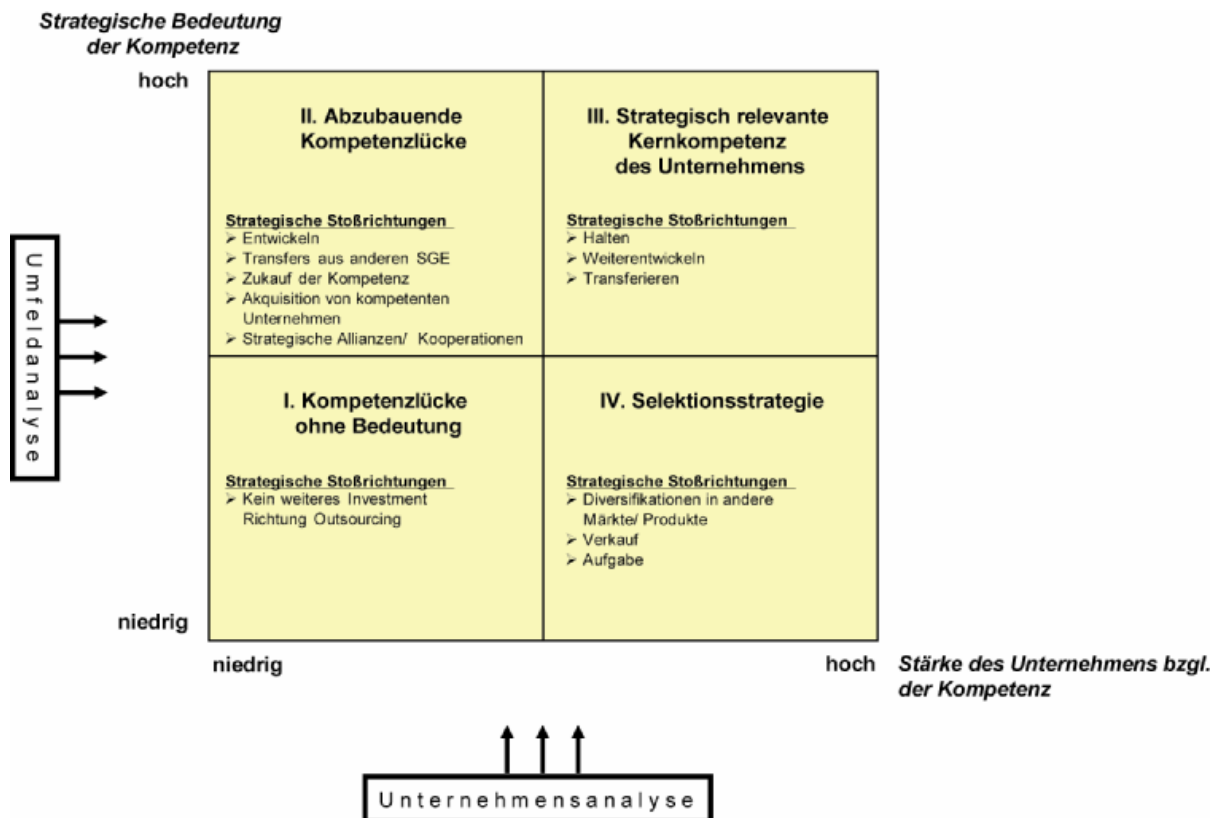 Strategische Bedeutung
der Kompetenz
hoch
II. Abzubauende
Kompetenzlücke
Strategische Stoßrichtungen
➢ Entwickeln
➢ Transfers aus anderen SGE
➢ Zukauf der Kompetenz
➢ Akquisition von kompetenten
Unternehmen
➢ Strategische Allianzen/ Kooperationen
III. Strategisch relevante
Kernkompetenz
des Unternehmens
Strategische Stoßrichtungen
➢ Halten
➢ Weiterentwickeln
➢ Transferieren
Umfeldanalyse
I. Kompetenzlücke
ohne Bedeutung
Strategische Stoßrichtungen
➢ Kein weiteres Investment
Richtung Outsourcing
IV. Selektionsstrategie
Strategische Stoßrichtungen
➢ Diversifikationen in andere
Märkte/ Produkte
➢ Verkauf
➢ Aufgabe
niedrig
niedrig
hoch
Stärke des Unternehmens bzgl.
der Kompetenz
Unternehmensanalyse